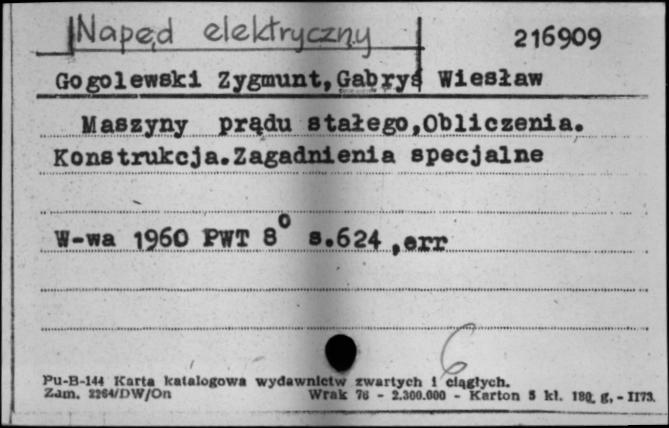 Napęd elektryczny 216909
Gogolewski Zygmunt,Gabryś Wiesław
Maszyny prądu stałego,Obliczenia.
Konstrukcja.Zagadnienia specjalne
W-wa 1960 PWT 8° s.624 ,err
6
Pu-B-144 Karta katalogowa wydawnictw zwartych i ciągłych.
Zam. 2264/DW/On Wrak 76 - 2.300.000 - Karton 5 kl. 180 g. - II73.